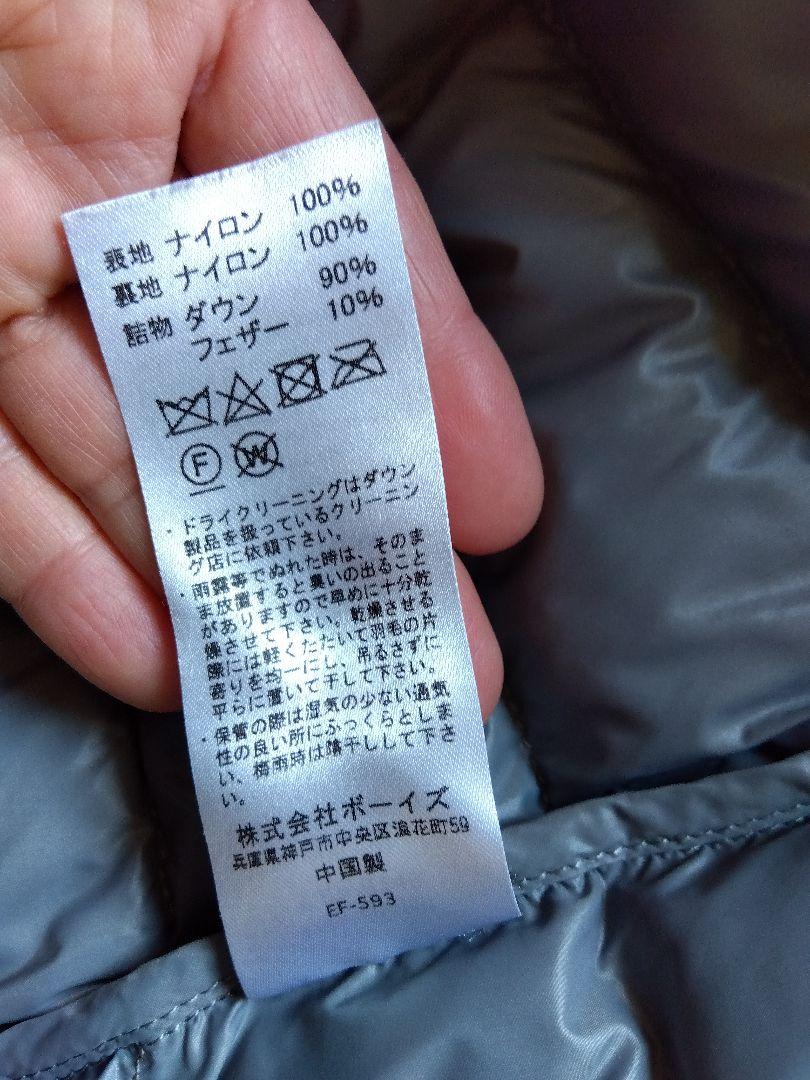 表地 ナイロン 100%
裏地 ナイロン 100%
詰物 ダウン 90%
フェザー 10%
F W
・ドライクリーニングはダウン
製品を扱っているクリーニン
グ店に依頼下さい。
・雨露等でぬれた時は、そのま
ま放置すると臭いの出ること
がありますので早めに十分乾
燥させて下さい。乾燥させる
際には軽くたたいて羽毛の片
寄りを均一にし、吊るさずに
平らに置いて干して下さい。
・保管の際は湿気の少ない通気
性の良い所にふっくらとしま
い、梅雨時は陰干しして下さ
い。
株式会社ボーイズ
兵庫県神戸市中央区浪花町59
中国製
EF-593